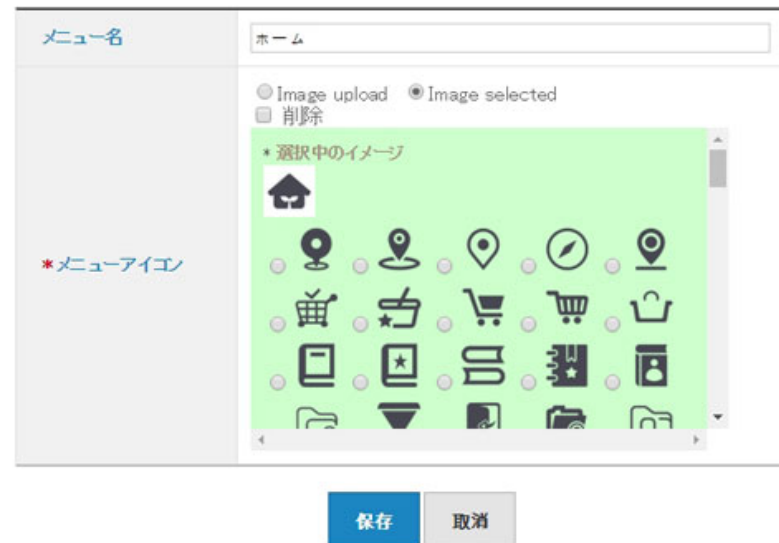 メニュー名
ホーム
Image upload Image selected
削除
* 選択中のイメージ
*メニューアイコン
保存 取消